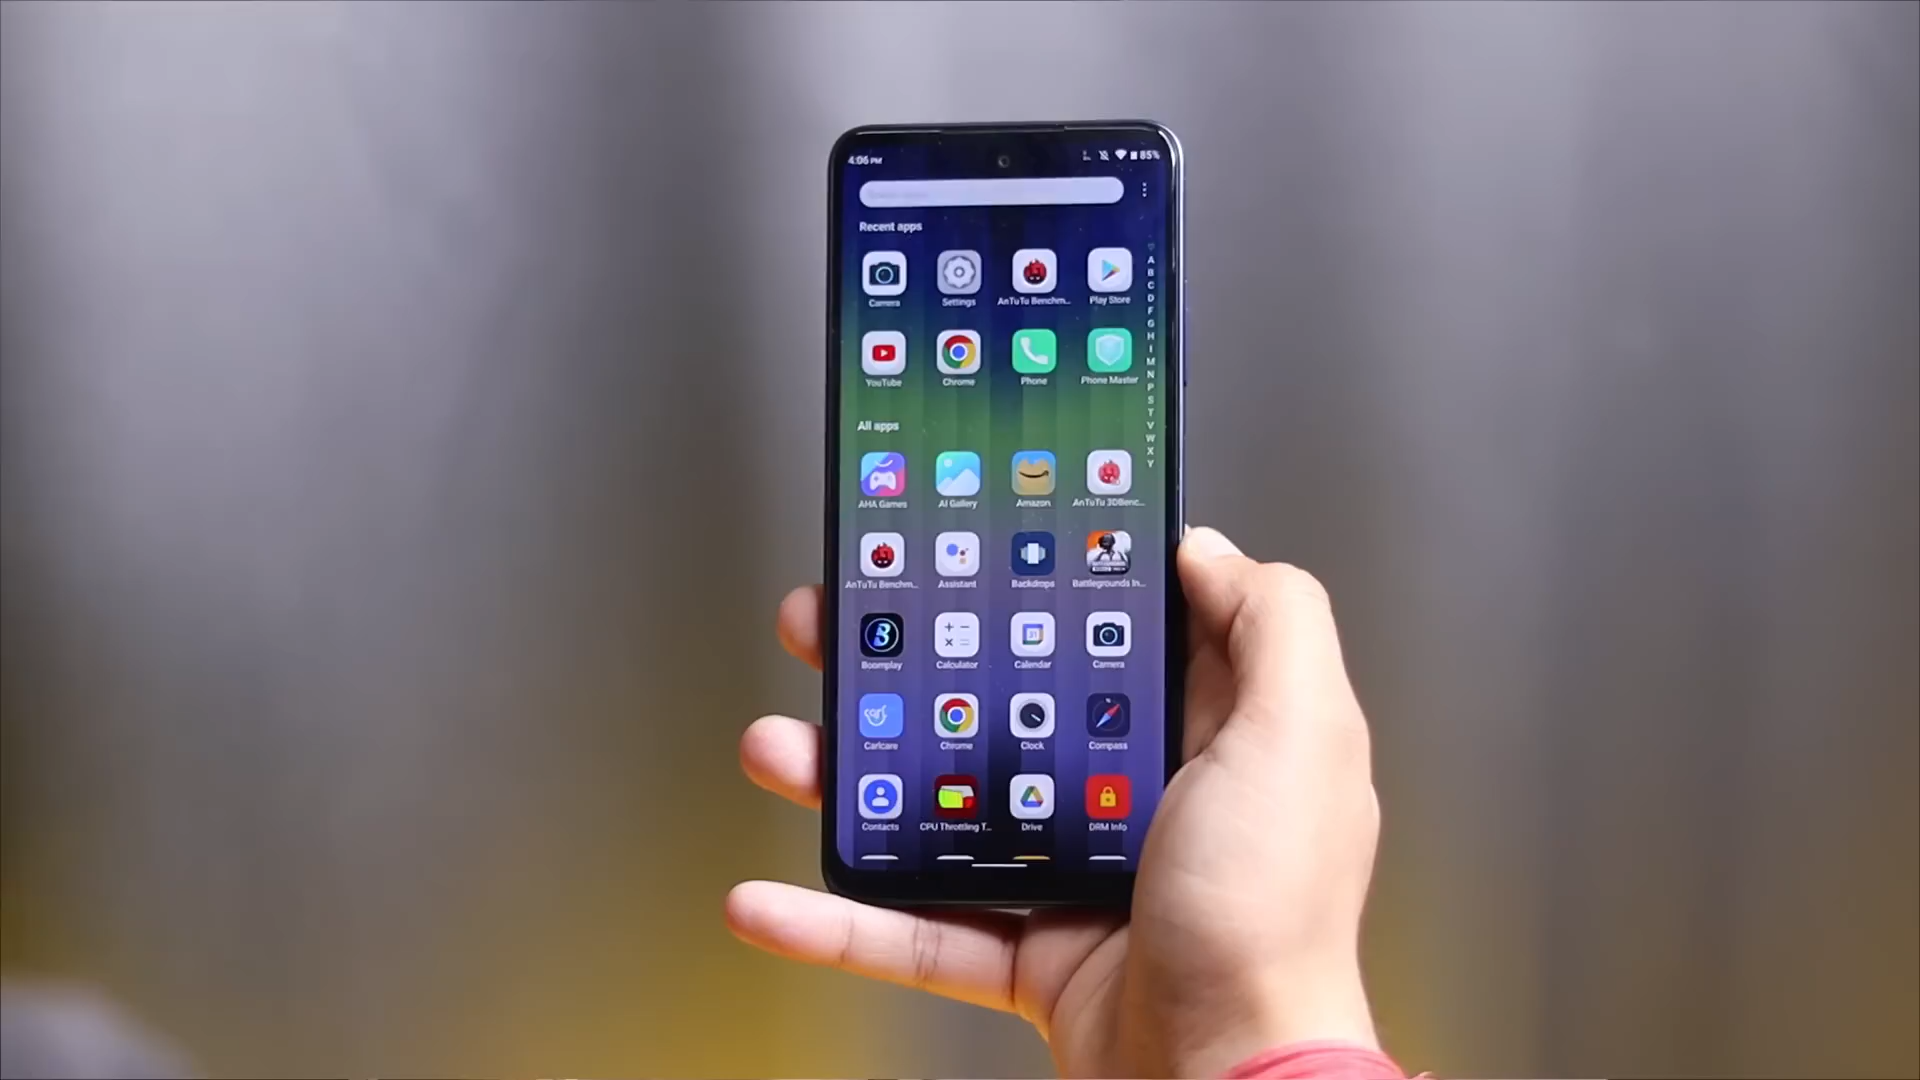 4:06 PM 85%
Recent apps
Camera Settings AnTuTu Benchm... Play Store
YouTube Chrome Phone Phone Master
All apps
AHA Games AI Gallery Amazon AnTuTu 3DBenc...
AnTuTu Benchm... Assistant Backdrops Battlegrounds In...
Boomplay Calculator Calendar Camera
Carlcare Chrome Clock Compass
Contacts CPU Throttling T... Drive DRM Info
A
B
C
D
F
G
H
I
M
N
P
S
T
V
W
X
Y